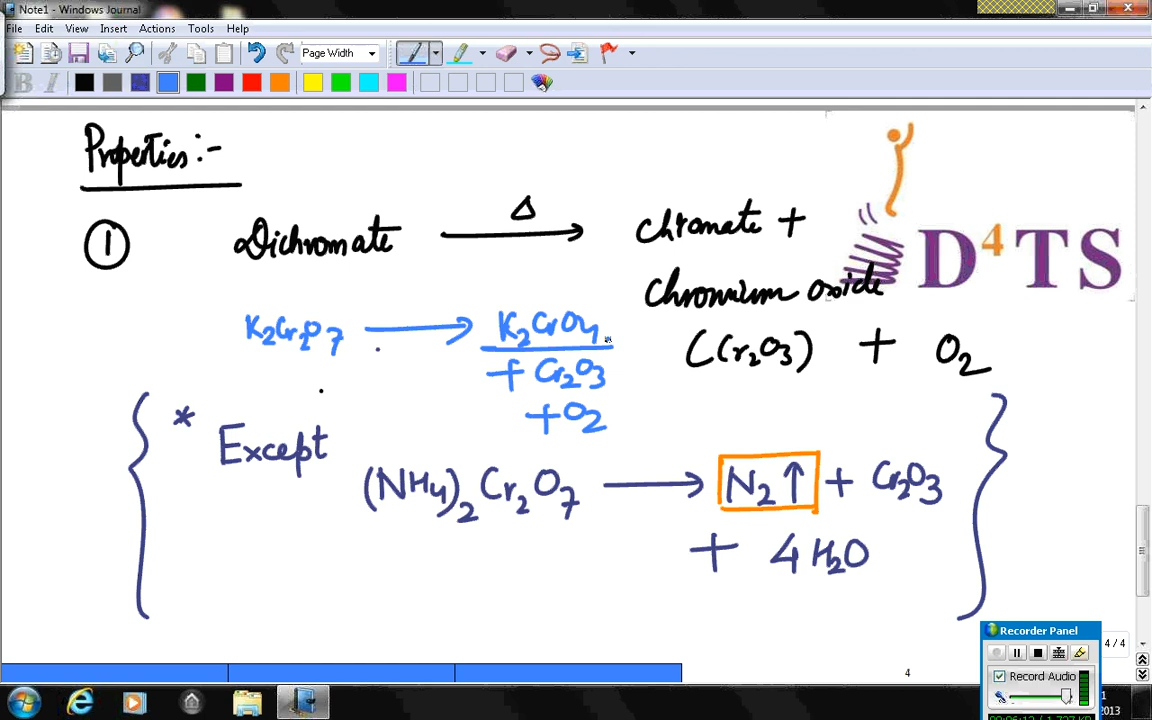 Note1 - Windows Journal
File Edit View Insert Actions Tools Help
Page Width
Properties:-
① Dichromate Δ→ chromate +
chromium oxide
D⁴TS
K₂Cr₂O₇ → K₂CrO₄
(Cr₂O₃) + O₂
+ Cr₂O₃
+O₂
* Except
(NH₄)₂Cr₂O₇ → N₂↑ + Cr₂O₃
+ 4H₂O
Recorder Panel
4 / 4
Record Audio
4
2013